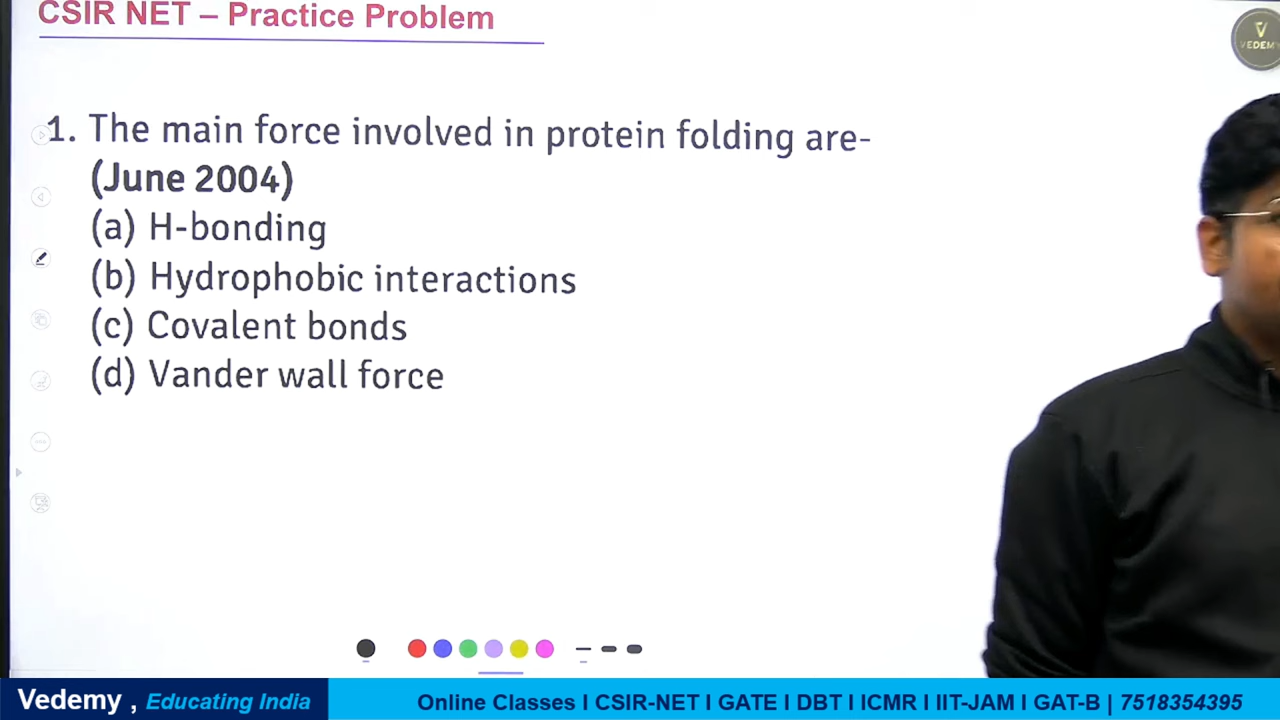 CSIR NET – Practice Problem
VEDEMY
1. The main force involved in protein folding are-
(June 2004)
(a) H-bonding
(b) Hydrophobic interactions
(c) Covalent bonds
(d) Vander wall force
Vedemy , Educating India
Online Classes I CSIR-NET I GATE I DBT I ICMR I IIT-JAM I GAT-B | 7518354395